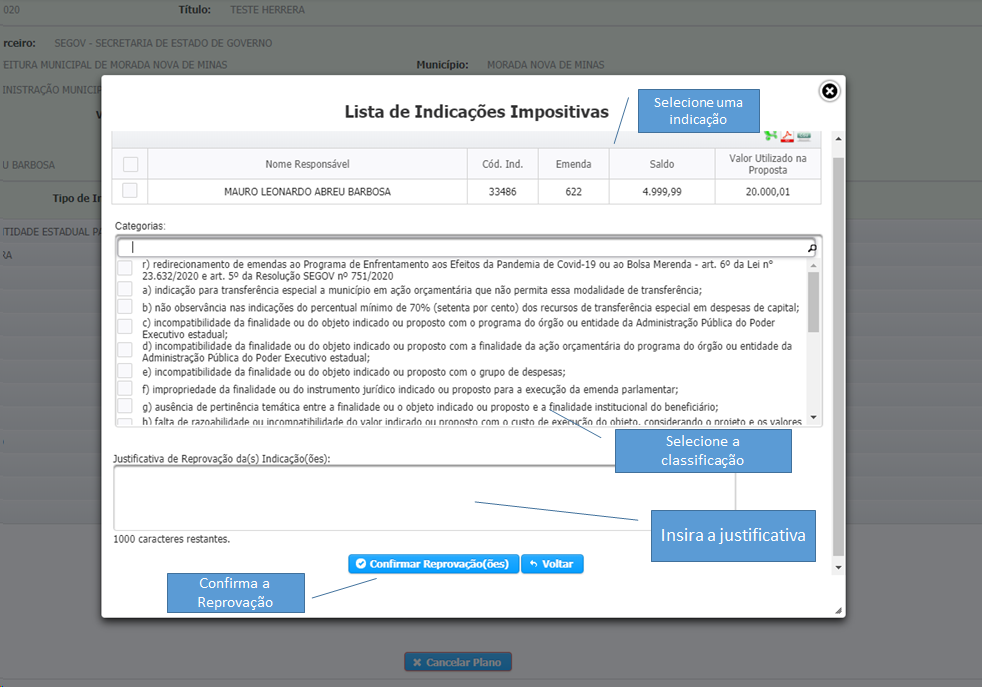 020 Título: TESTE HERRERA
rceiro: SEGOV - SECRETARIA DE ESTADO DE GOVERNO
EITURA MUNICIPAL DE MORADA NOVA DE MINAS Município: MORADA NOVA DE MINAS
INISTRAÇÃO MUNICIP
V
U BARBOSA
Tipo de In
TIDADE ESTADUAL PA
RA
Lista de Indicações Impositivas
Selecione uma
indicação
Nome Responsável Cód. Ind. Emenda Saldo Valor Utilizado na
Proposta
MAURO LEONARDO ABREU BARBOSA 33486 622 4.999,99 20.000,01
Categorias:
r) redirecionamento de emendas ao Programa de Enfrentamento aos Efeitos da Pandemia de Covid-19 ou ao Bolsa Merenda - art. 6º da Lei nº
23.632/2020 e art. 5º da Resolução SEGOV nº 751/2020
a) indicação para transferência especial a município em ação orçamentária que não permita essa modalidade de transferência;
b) não observância nas indicações do percentual mínimo de 70% (setenta por cento) dos recursos de transferência especial em despesas de capital;
c) incompatibilidade da finalidade ou do objeto indicado ou proposto com o programa do órgão ou entidade da Administração Pública do Poder
Executivo estadual;
d) incompatibilidade da finalidade ou do objeto indicado ou proposto com a finalidade da ação orçamentária do programa do órgão ou entidade da
Administração Pública do Poder Executivo estadual;
e) incompatibilidade da finalidade ou do objeto indicado ou proposto com o grupo de despesas;
f) impropriedade da finalidade ou do instrumento jurídico indicado ou proposto para a execução da emenda parlamentar;
g) ausência de pertinência temática entre a finalidade ou o objeto indicado ou proposto e a finalidade institucional do beneficiário;
h) falta de razoabilidade ou incompatibilidade do valor indicado ou proposto com o custo de execução do objeto, considerando o projeto e os valores
Selecione a
classificação
Justificativa de Reprovação da(s) Indicação(ões):
Insira a justificativa
1000 caracteres restantes.
Confirmar Reprovação(ões) Voltar
Confirma a
Reprovação
Cancelar Plano